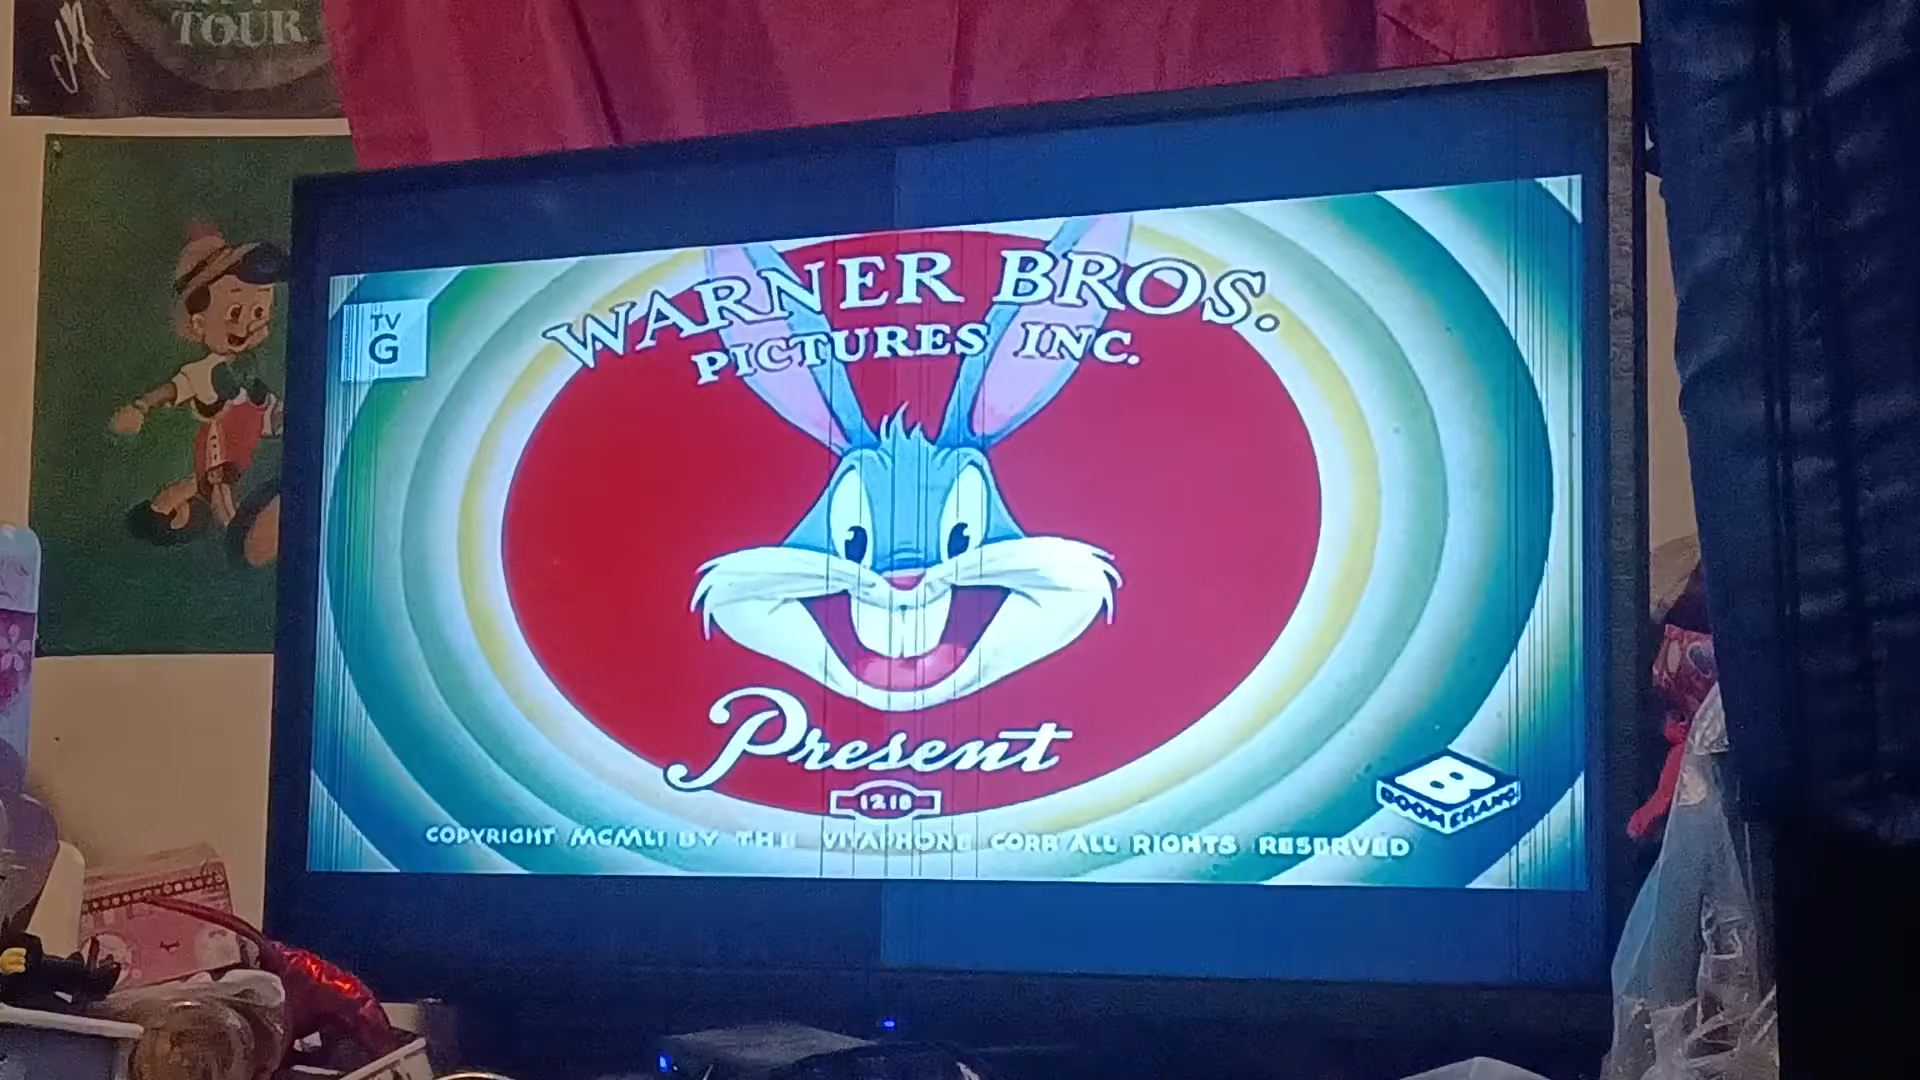 TOUR
TV
G
WARNER BROS.
PICTURES INC.
Present
1218
COPYRIGHT MCMLI BY THE VITAPHONE CORP ALL RIGHTS RESERVED
B
BOOMERANG